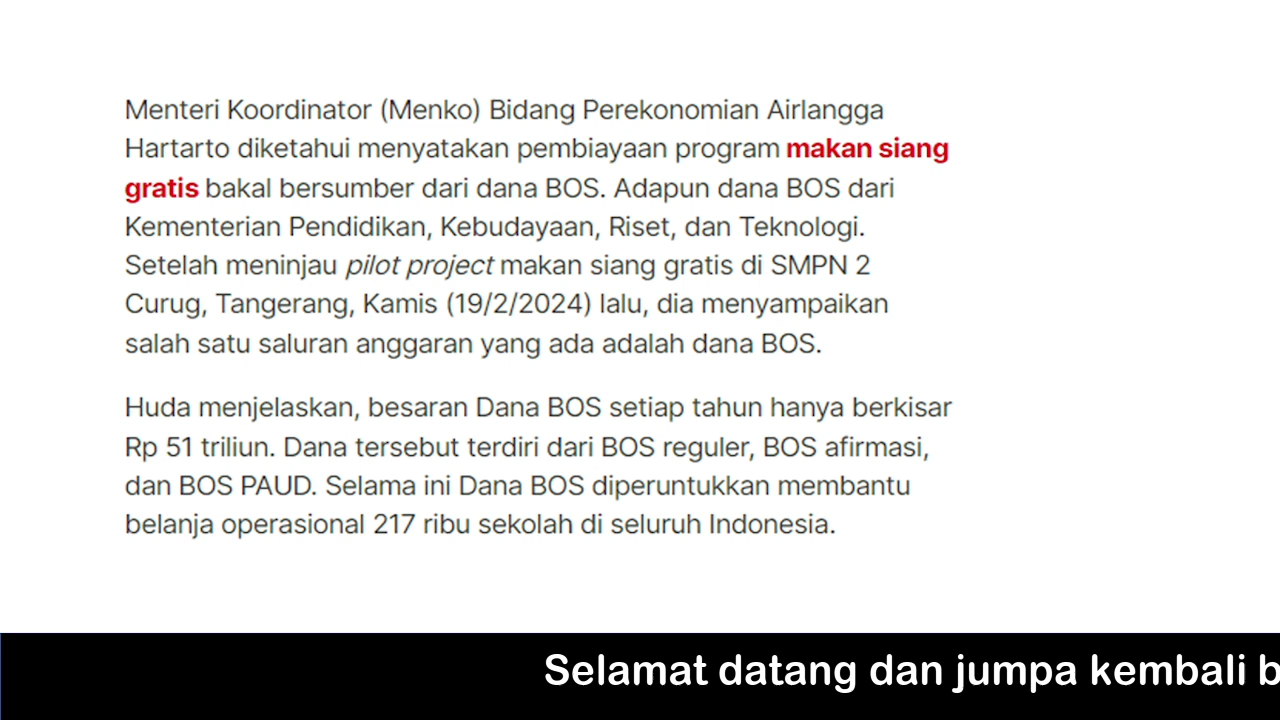 Menteri Koordinator (Menko) Bidang Perekonomian Airlangga
Hartarto diketahui menyatakan pembiayaan program makan siang
gratis bakal bersumber dari dana BOS. Adapun dana BOS dari
Kementerian Pendidikan, Kebudayaan, Riset, dan Teknologi.
Setelah meninjau pilot project makan siang gratis di SMPN 2
Curug, Tangerang, Kamis (19/2/2024) lalu, dia menyampaikan
salah satu saluran anggaran yang ada adalah dana BOS.
Huda menjelaskan, besaran Dana BOS setiap tahun hanya berkisar
Rp 51 triliun. Dana tersebut terdiri dari BOS reguler, BOS afirmasi,
dan BOS PAUD. Selama ini Dana BOS diperuntukkan membantu
belanja operasional 217 ribu sekolah di seluruh Indonesia.
Selamat datang dan jumpa kembali